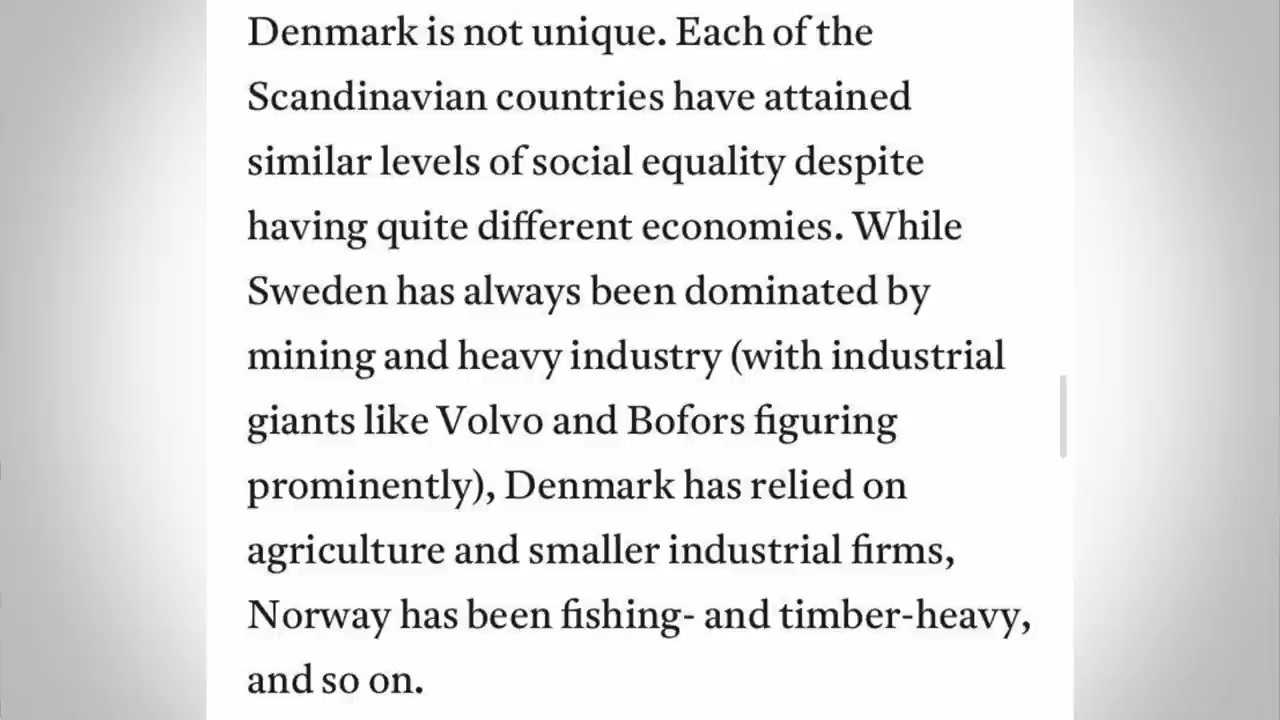 Denmark is not unique. Each of the
Scandinavian countries have attained
similar levels of social equality despite
having quite different economies. While
Sweden has always been dominated by
mining and heavy industry (with industrial
giants like Volvo and Bofors figuring
prominently), Denmark has relied on
agriculture and smaller industrial firms,
Norway has been fishing- and timber-heavy,
and so on.